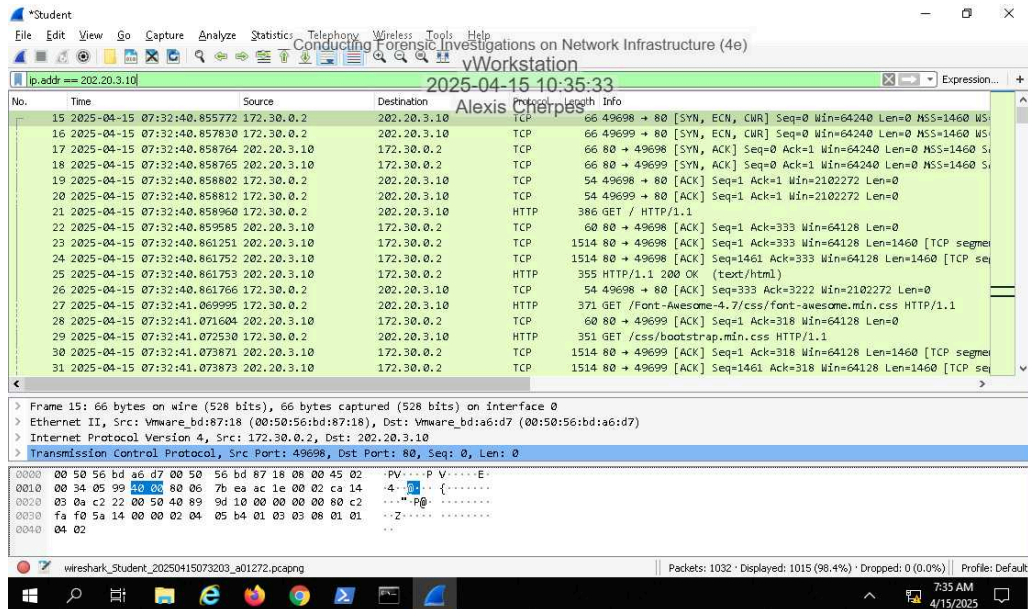 *Student
File Edit View Go Capture Analyze Statistics Telephony Wireless Tools Help
Conducting Forensic Investigations on Network Infrastructure (4e)
vWorkstation
2025-04-15 10:35:33
Alexis Cherpes
ip.addr == 202.20.3.10
Expression... +
No. Time Source Destination Protocol Length Info
15 2025-04-15 07:32:40.855772 172.30.0.2 202.20.3.10 TCP 66 49698 → 80 [SYN, ECN, CWR] Seq=0 Win=64240 Len=0 MSS=1460 WS=
16 2025-04-15 07:32:40.857830 172.30.0.2 202.20.3.10 TCP 66 49699 → 80 [SYN, ECN, CWR] Seq=0 Win=64240 Len=0 MSS=1460 WS
17 2025-04-15 07:32:40.858764 202.20.3.10 172.30.0.2 TCP 66 80 → 49698 [SYN, ACK] Seq=0 Ack=1 Win=64240 Len=0 MSS=1460 S
18 2025-04-15 07:32:40.858765 202.20.3.10 172.30.0.2 TCP 66 80 → 49699 [SYN, ACK] Seq=0 Ack=1 Win=64240 Len=0 MSS=1460 S
19 2025-04-15 07:32:40.858802 172.30.0.2 202.20.3.10 TCP 54 49698 → 80 [ACK] Seq=1 Ack=1 Win=2102272 Len=0
20 2025-04-15 07:32:40.858812 172.30.0.2 202.20.3.10 TCP 54 49699 → 80 [ACK] Seq=1 Ack=1 Win=2102272 Len=0
21 2025-04-15 07:32:40.858960 172.30.0.2 202.20.3.10 HTTP 386 GET / HTTP/1.1
22 2025-04-15 07:32:40.859585 202.20.3.10 172.30.0.2 TCP 60 80 → 49698 [ACK] Seq=1 Ack=333 Win=64128 Len=0
23 2025-04-15 07:32:40.861251 202.20.3.10 172.30.0.2 TCP 1514 80 → 49698 [ACK] Seq=1 Ack=333 Win=64128 Len=1460 [TCP segme
24 2025-04-15 07:32:40.861752 202.20.3.10 172.30.0.2 TCP 1514 80 → 49698 [ACK] Seq=1461 Ack=333 Win=64128 Len=1460 [TCP se
25 2025-04-15 07:32:40.861753 202.20.3.10 172.30.0.2 HTTP 355 HTTP/1.1 200 OK (text/html)
26 2025-04-15 07:32:40.861766 172.30.0.2 202.20.3.10 TCP 54 49698 → 80 [ACK] Seq=333 Ack=3222 Win=2102272 Len=0
27 2025-04-15 07:32:41.069995 172.30.0.2 202.20.3.10 HTTP 371 GET /Font-Awesome-4.7/css/font-awesome.min.css HTTP/1.1
28 2025-04-15 07:32:41.071604 202.20.3.10 172.30.0.2 TCP 60 80 → 49699 [ACK] Seq=1 Ack=318 Win=64128 Len=0
29 2025-04-15 07:32:41.072530 172.30.0.2 202.20.3.10 HTTP 351 GET /css/bootstrap.min.css HTTP/1.1
30 2025-04-15 07:32:41.073871 202.20.3.10 172.30.0.2 TCP 1514 80 → 49699 [ACK] Seq=1 Ack=318 Win=64128 Len=1460 [TCP segme
31 2025-04-15 07:32:41.073873 202.20.3.10 172.30.0.2 TCP 1514 80 → 49699 [ACK] Seq=1461 Ack=318 Win=64128 Len=1460 [TCP se
> Frame 15: 66 bytes on wire (528 bits), 66 bytes captured (528 bits) on interface 0
> Ethernet II, Src: Vmware_bd:87:18 (00:50:56:bd:87:18), Dst: Vmware_bd:a6:d7 (00:50:56:bd:a6:d7)
> Internet Protocol Version 4, Src: 172.30.0.2, Dst: 202.20.3.10
> Transmission Control Protocol, Src Port: 49698, Dst Port: 80, Seq: 0, Len: 0
0000 00 50 56 bd a6 d7 00 50 56 bd 87 18 08 00 45 02 ·PV····P V·····E·
0010 00 34 05 99 40 00 80 06 7b ea ac 1e 00 02 ca 14 ·4··@··· {·······
0020 03 0a c2 22 00 50 40 89 9d 10 00 00 00 00 80 c2 ···"·P@· ········
0030 fa f0 5a 14 00 00 02 04 05 b4 01 03 03 08 01 01 ··Z····· ········
0040 04 02 ··
wireshark_Student_20250415073203_a01272.pcapng Packets: 1032 · Displayed: 1015 (98.4%) · Dropped: 0 (0.0%) Profile: Default
7:35 AM
4/15/2025